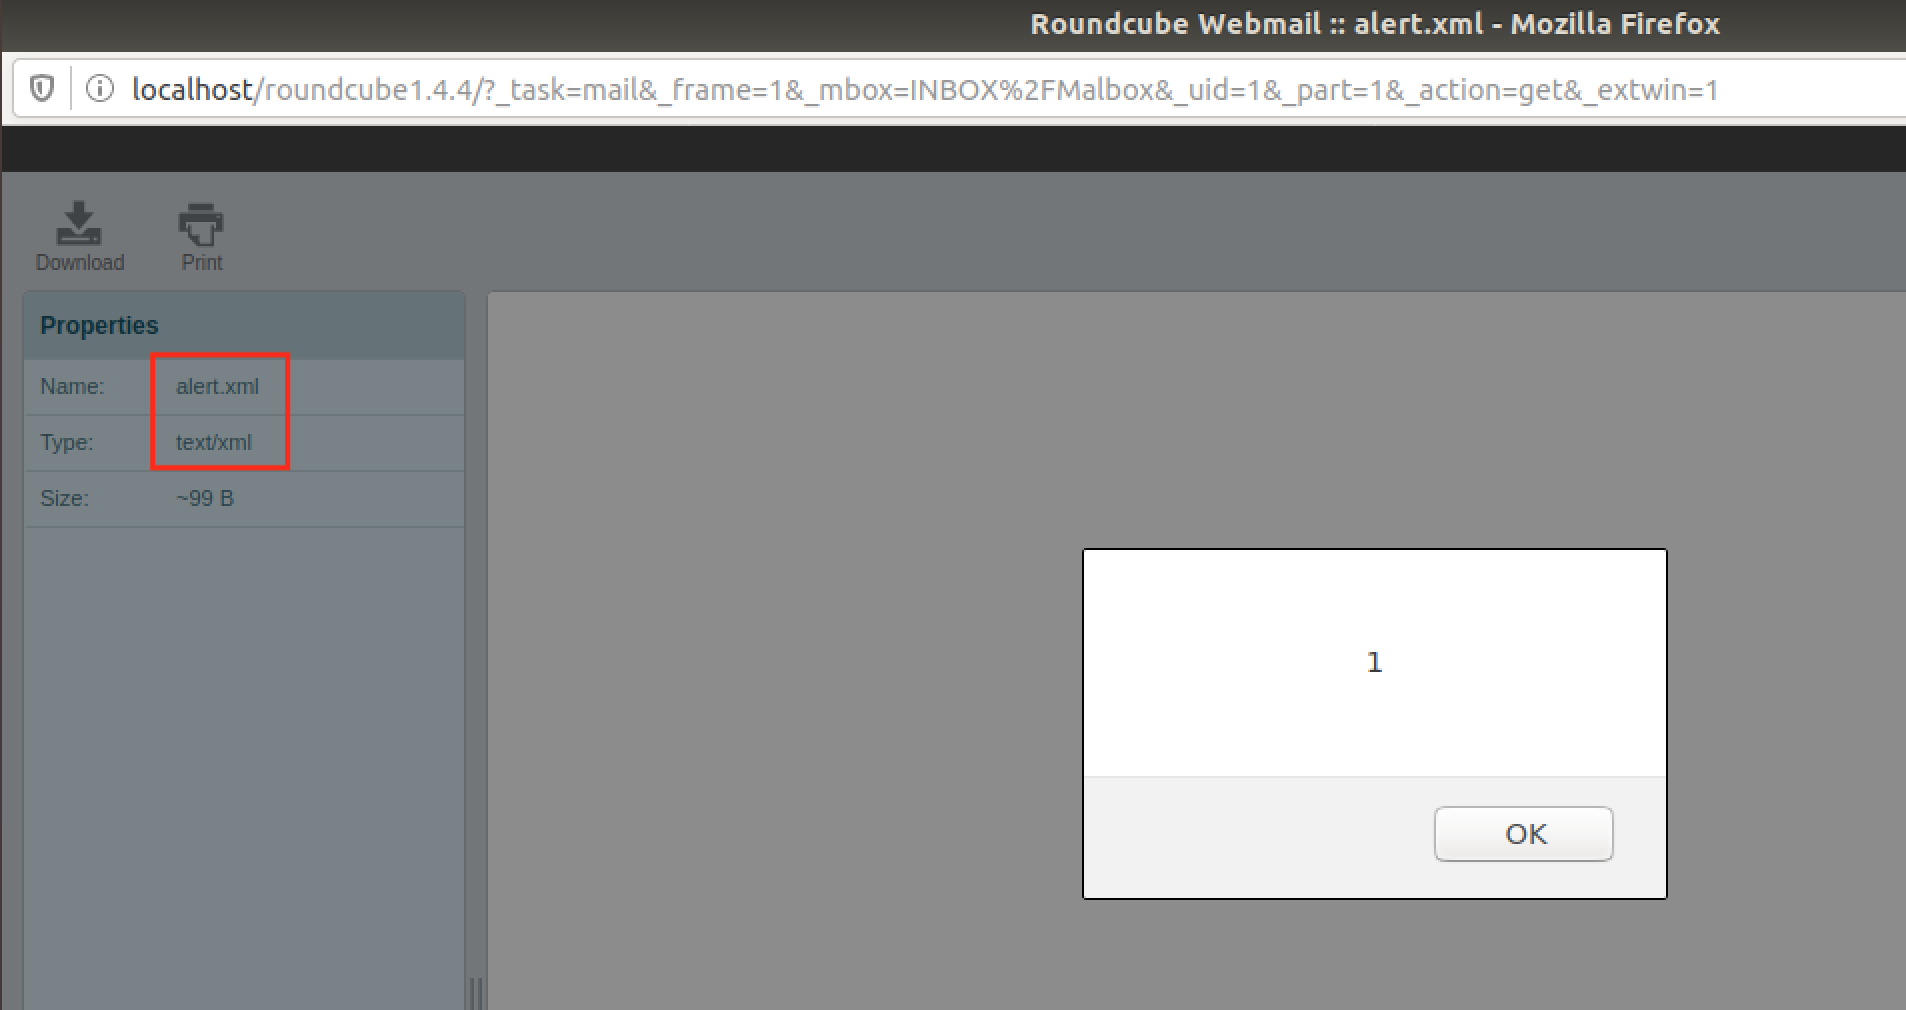 Roundcube Webmail :: alert.xml - Mozilla Firefox
localhost/roundcube1.4.4/?_task=mail&_frame=1&_mbox=INBOX%2FMalbox&_uid=1&_part=1&_action=get&_extwin=1
Download Print
Properties
Name: alert.xml
Type: text/xml
Size: ~99 B
1
OK